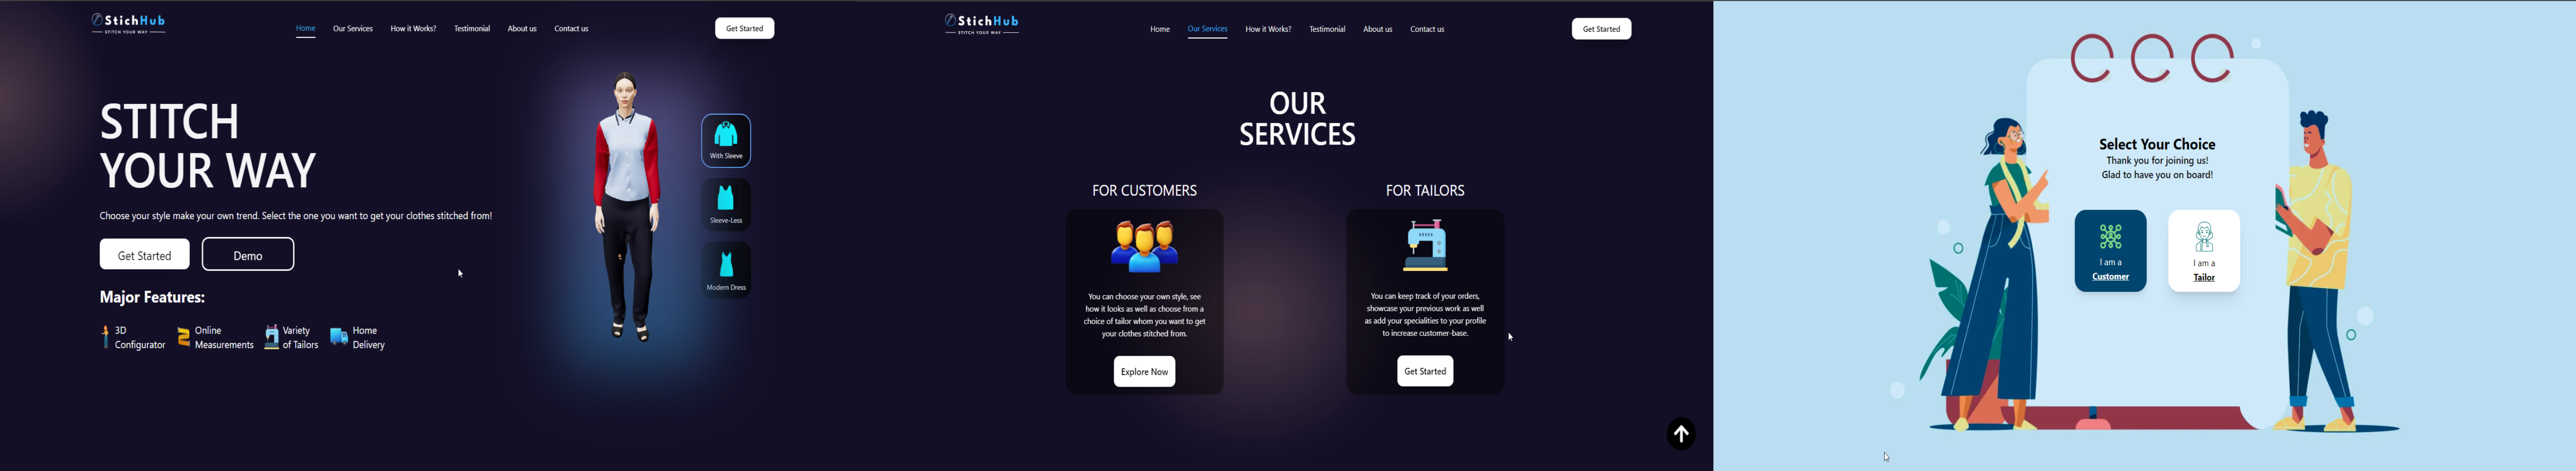 StichHub
STITCH YOUR WAY
Home
Our Services
How it Works?
Testimonial
About us
Contact us
Get Started
STITCH
YOUR WAY
Choose your style make your own trend. Select the one you want to get your clothes stitched from!
Get Started
Demo
Major Features:
3D
Configurator
Online
Measurements
Variety
of Tailors
Home
Delivery
With Sleeve
Sleeve-Less
Modern Dress
StichHub
STITCH YOUR WAY
Home
Our Services
How it Works?
Testimonial
About us
Contact us
Get Started
OUR
SERVICES
FOR CUSTOMERS
You can choose your own style, see
how it looks as well as choose from a
choice of tailor whom you want to get
your clothes stitched from.
Explore Now
FOR TAILORS
You can keep track of your orders,
showcase your previous work as well
as add your specialities to your profile
to increase customer-base.
Get Started
Select Your Choice
Thank you for joining us!
Glad to have you on board!
I am a
Customer
I am a
Tailor